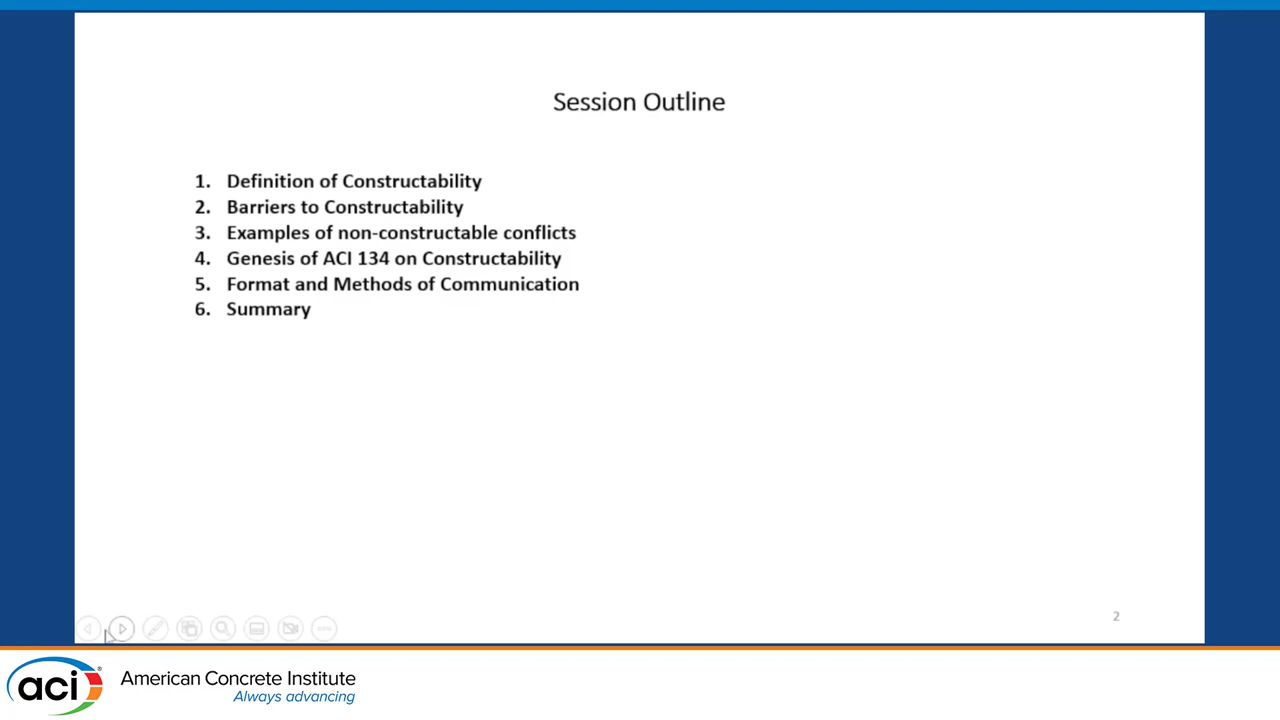 Session Outline
1. Definition of Constructability
2. Barriers to Constructability
3. Examples of non-constructable conflicts
4. Genesis of ACI 134 on Constructability
5. Format and Methods of Communication
6. Summary
2
aci®
American Concrete Institute
Always advancing